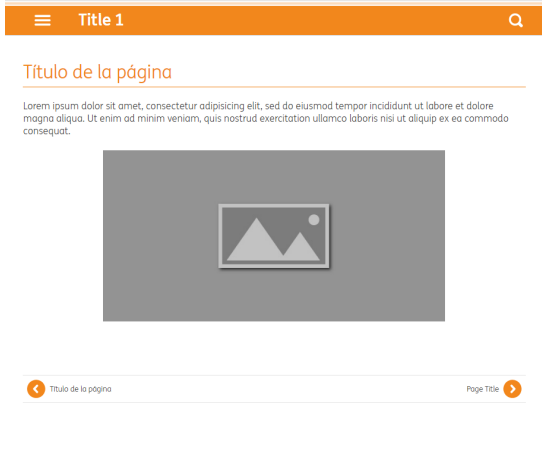 Title 1
Título de la página
Lorem ipsum dolor sit amet, consectetur adipisicing elit, sed do eiusmod tempor incididunt ut labore et dolore
magna aliqua. Ut enim ad minim veniam, quis nostrud exercitation ullamco laboris nisi ut aliquip ex ea commodo
consequat.
Título de la página
Page Title